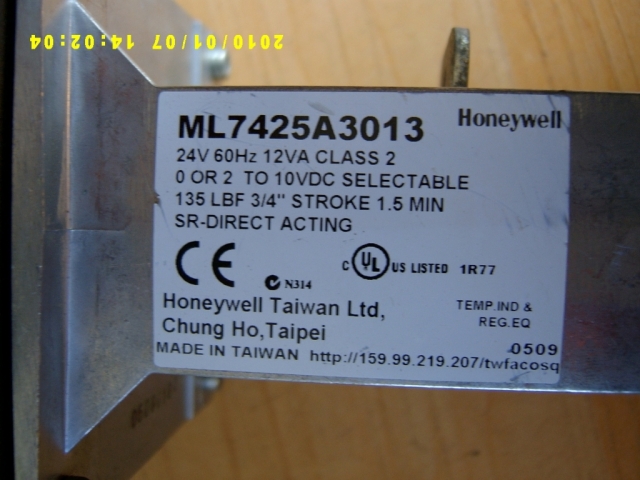 2010/01/07 14:02:04
ML7425A3013
Honeywell
24V 60Hz 12VA CLASS 2
0 OR 2 TO 10VDC SELECTABLE
135 LBF 3/4" STROKE 1.5 MIN
SR-DIRECT ACTING
CE
N314
C UL US LISTED 1R77
Honeywell Taiwan Ltd,
Chung Ho,Taipei
TEMP.IND &
REG.EQ
0509
MADE IN TAIWAN http://159.99.219.207/twfacosq